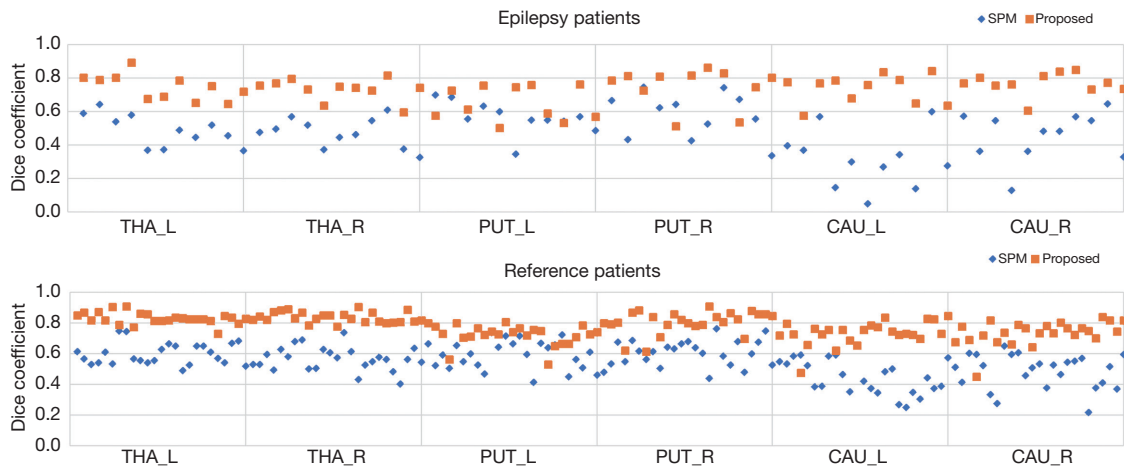 Epilepsy patients
SPM Proposed
Dice coefficient
1.0
0.8
0.6
0.4
0.2
0.0
THA_L THA_R PUT_L PUT_R CAU_L CAU_R
SPM Proposed
Reference patients
Dice coefficient
1.0
0.8
0.6
0.4
0.2
0.0
THA_L THA_R PUT_L PUT_R CAU_L CAU_R